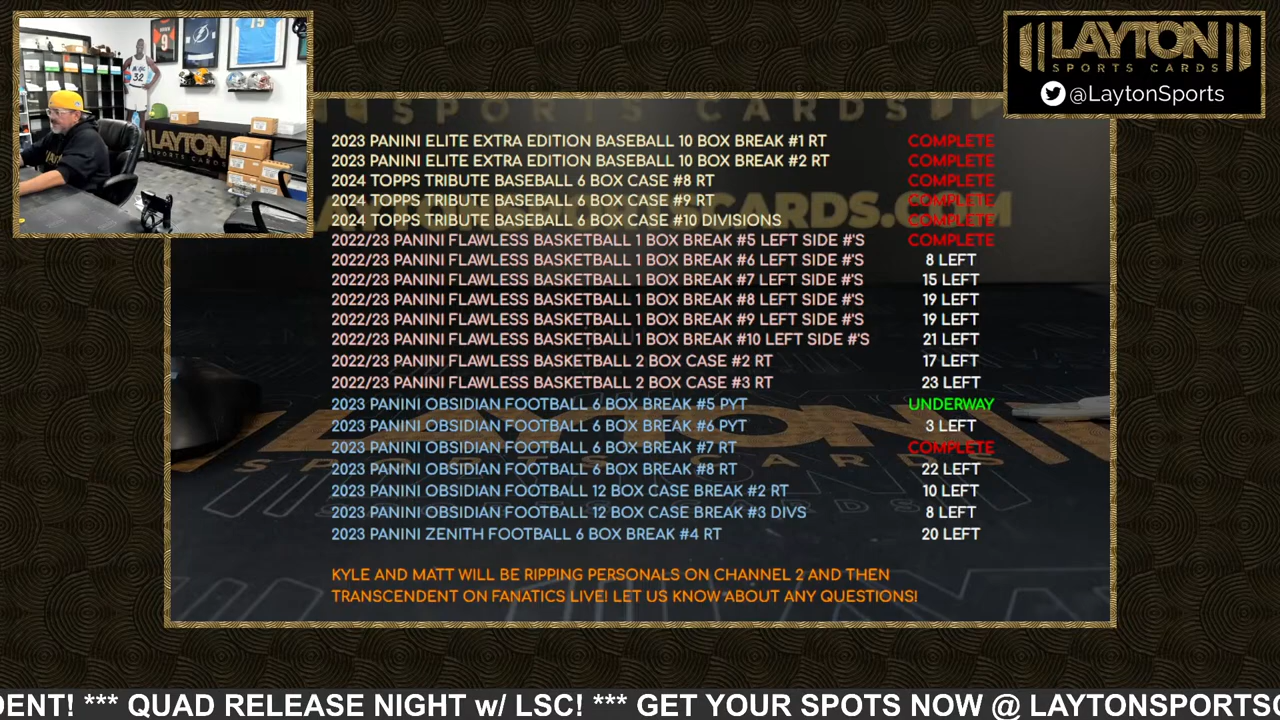 LAYTON
SPORTS CARDS
@LaytonSports
2023 PANINI ELITE EXTRA EDITION BASEBALL 10 BOX BREAK #1 RT COMPLETE
2023 PANINI ELITE EXTRA EDITION BASEBALL 10 BOX BREAK #2 RT COMPLETE
2024 TOPPS TRIBUTE BASEBALL 6 BOX CASE #8 RT COMPLETE
2024 TOPPS TRIBUTE BASEBALL 6 BOX CASE #9 RT COMPLETE
2024 TOPPS TRIBUTE BASEBALL 6 BOX CASE #10 DIVISIONS COMPLETE
2022/23 PANINI FLAWLESS BASKETBALL 1 BOX BREAK #5 LEFT SIDE #'S COMPLETE
2022/23 PANINI FLAWLESS BASKETBALL 1 BOX BREAK #6 LEFT SIDE #'S 8 LEFT
2022/23 PANINI FLAWLESS BASKETBALL 1 BOX BREAK #7 LEFT SIDE #'S 15 LEFT
2022/23 PANINI FLAWLESS BASKETBALL 1 BOX BREAK #8 LEFT SIDE #'S 19 LEFT
2022/23 PANINI FLAWLESS BASKETBALL 1 BOX BREAK #9 LEFT SIDE #'S 19 LEFT
2022/23 PANINI FLAWLESS BASKETBALL 1 BOX BREAK #10 LEFT SIDE #'S 21 LEFT
2022/23 PANINI FLAWLESS BASKETBALL 2 BOX CASE #2 RT 17 LEFT
2022/23 PANINI FLAWLESS BASKETBALL 2 BOX CASE #3 RT 23 LEFT
2023 PANINI OBSIDIAN FOOTBALL 6 BOX BREAK #5 PYT UNDERWAY
2023 PANINI OBSIDIAN FOOTBALL 6 BOX BREAK #6 PYT 3 LEFT
2023 PANINI OBSIDIAN FOOTBALL 6 BOX BREAK #7 RT COMPLETE
2023 PANINI OBSIDIAN FOOTBALL 6 BOX BREAK #8 RT 22 LEFT
2023 PANINI OBSIDIAN FOOTBALL 12 BOX CASE BREAK #2 RT 10 LEFT
2023 PANINI OBSIDIAN FOOTBALL 12 BOX CASE BREAK #3 DIVS 8 LEFT
2023 PANINI ZENITH FOOTBALL 6 BOX BREAK #4 RT 20 LEFT
KYLE AND MATT WILL BE RIPPING PERSONALS ON CHANNEL 2 AND THEN
TRANSCENDENT ON FANATICS LIVE! LET US KNOW ABOUT ANY QUESTIONS!
DENT! *** QUAD RELEASE NIGHT w/ LSC! *** GET YOUR SPOTS NOW @ LAYTONSPORTSC